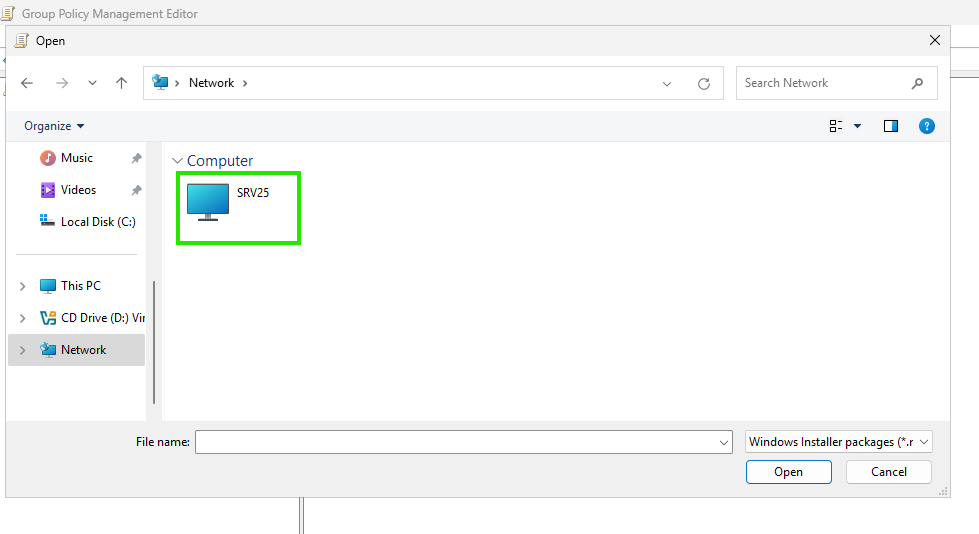 Group Policy Management Editor
Open
Network
Search Network
Organize
Music
Computer
SRV25
Videos
Local Disk (C:)
This PC
CD Drive (D:) Vir
Network
File name:
Windows Installer packages (*.r
Open
Cancel